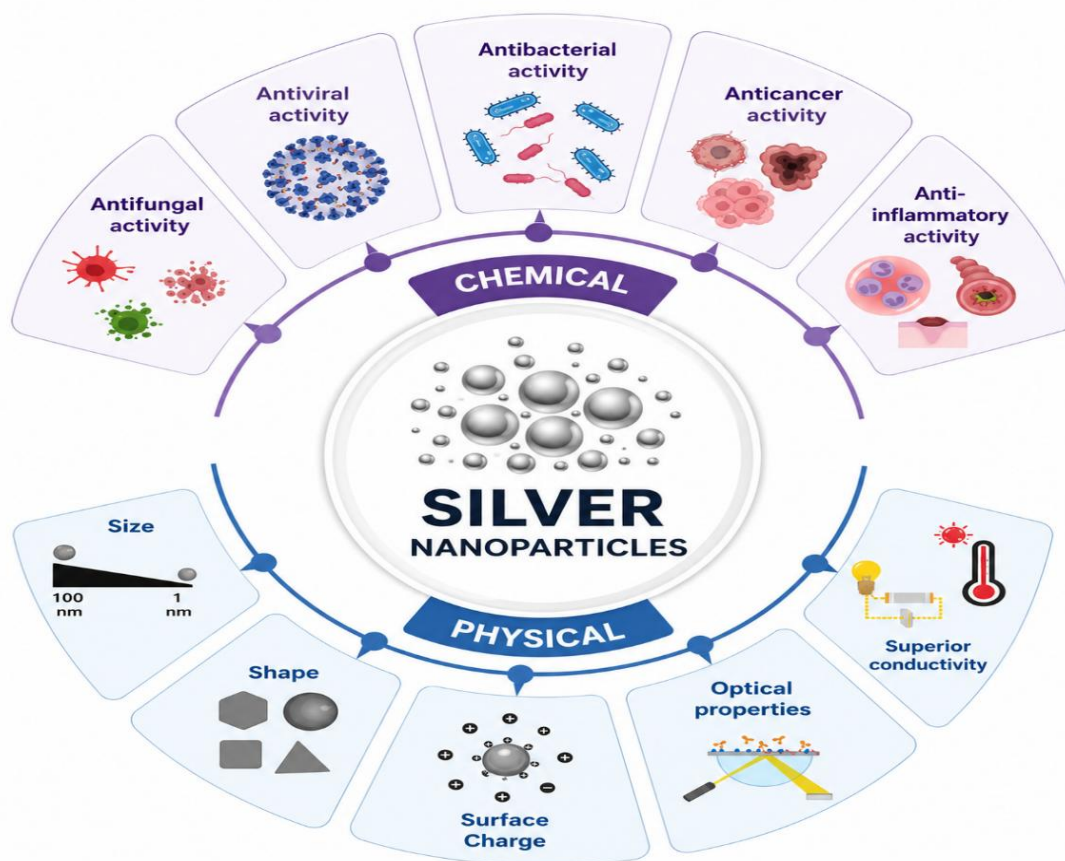 Antibacterial
activity
Antiviral
activity
Anticancer
activity
Antifungal
activity
Anti-
inflammatory
activity
CHEMICAL
SILVER
NANOPARTICLES
PHYSICAL
Size
100
nm
1
nm
Shape
Surface
Charge
Optical
properties
Superior
conductivity